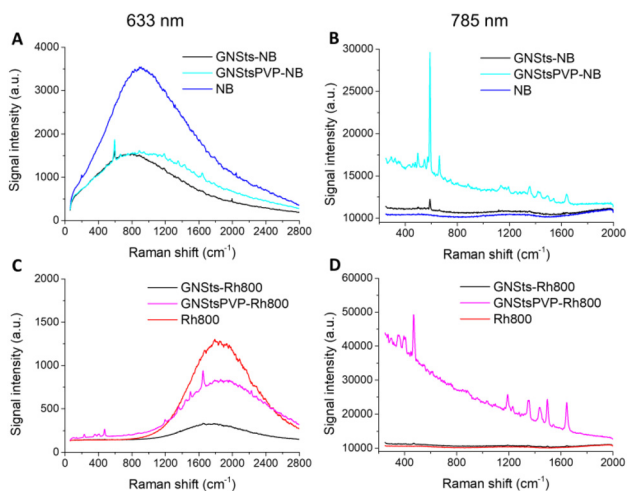 633 nm
785 nm
A
GNSts-NB
GNStsPVP-NB
NB
Signal intensity (a.u.)
4000
3500
3000
2500
2000
1500
1000
500
0
0 400 800 1200 1600 2000 2400 2800
Raman shift (cm⁻¹)
B
GNSts-NB
GNStsPVP-NB
NB
Signal intensity (a.u.)
30000
25000
20000
15000
10000
400 800 1200 1600 2000
Raman shift (cm⁻¹)
C
GNSts-Rh800
GNStsPVP-Rh800
Rh800
Signal intensity (a.u.)
2000
1500
1000
500
250
0
0 400 800 1200 1600 2000 2400 2800
Raman shift (cm⁻¹)
D
GNSts-Rh800
GNStsPVP-Rh800
Rh800
Signal intensity (a.u.)
60000
50000
40000
30000
20000
10000
400 800 1200 1600 2000
Raman shift (cm⁻¹)